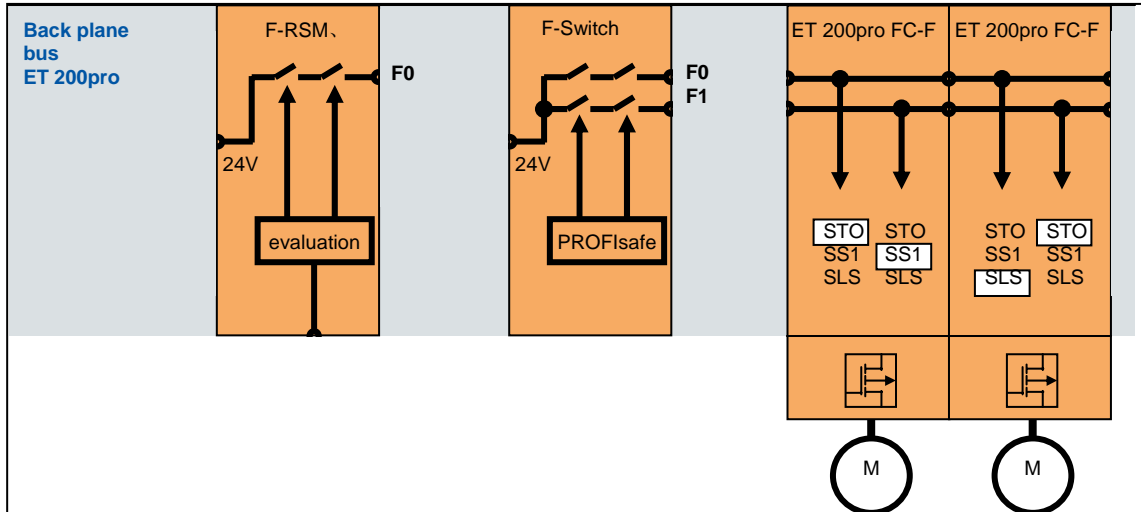 Back plane
bus
ET 200pro
F-RSM、
F0
24V
evaluation
F-Switch
F0
F1
24V
PROFIsafe
ET 200pro FC-F
STO STO
SS1 SS1
SLS SLS
M
ET 200pro FC-F
STO STO
SS1 SS1
SLS SLS
M